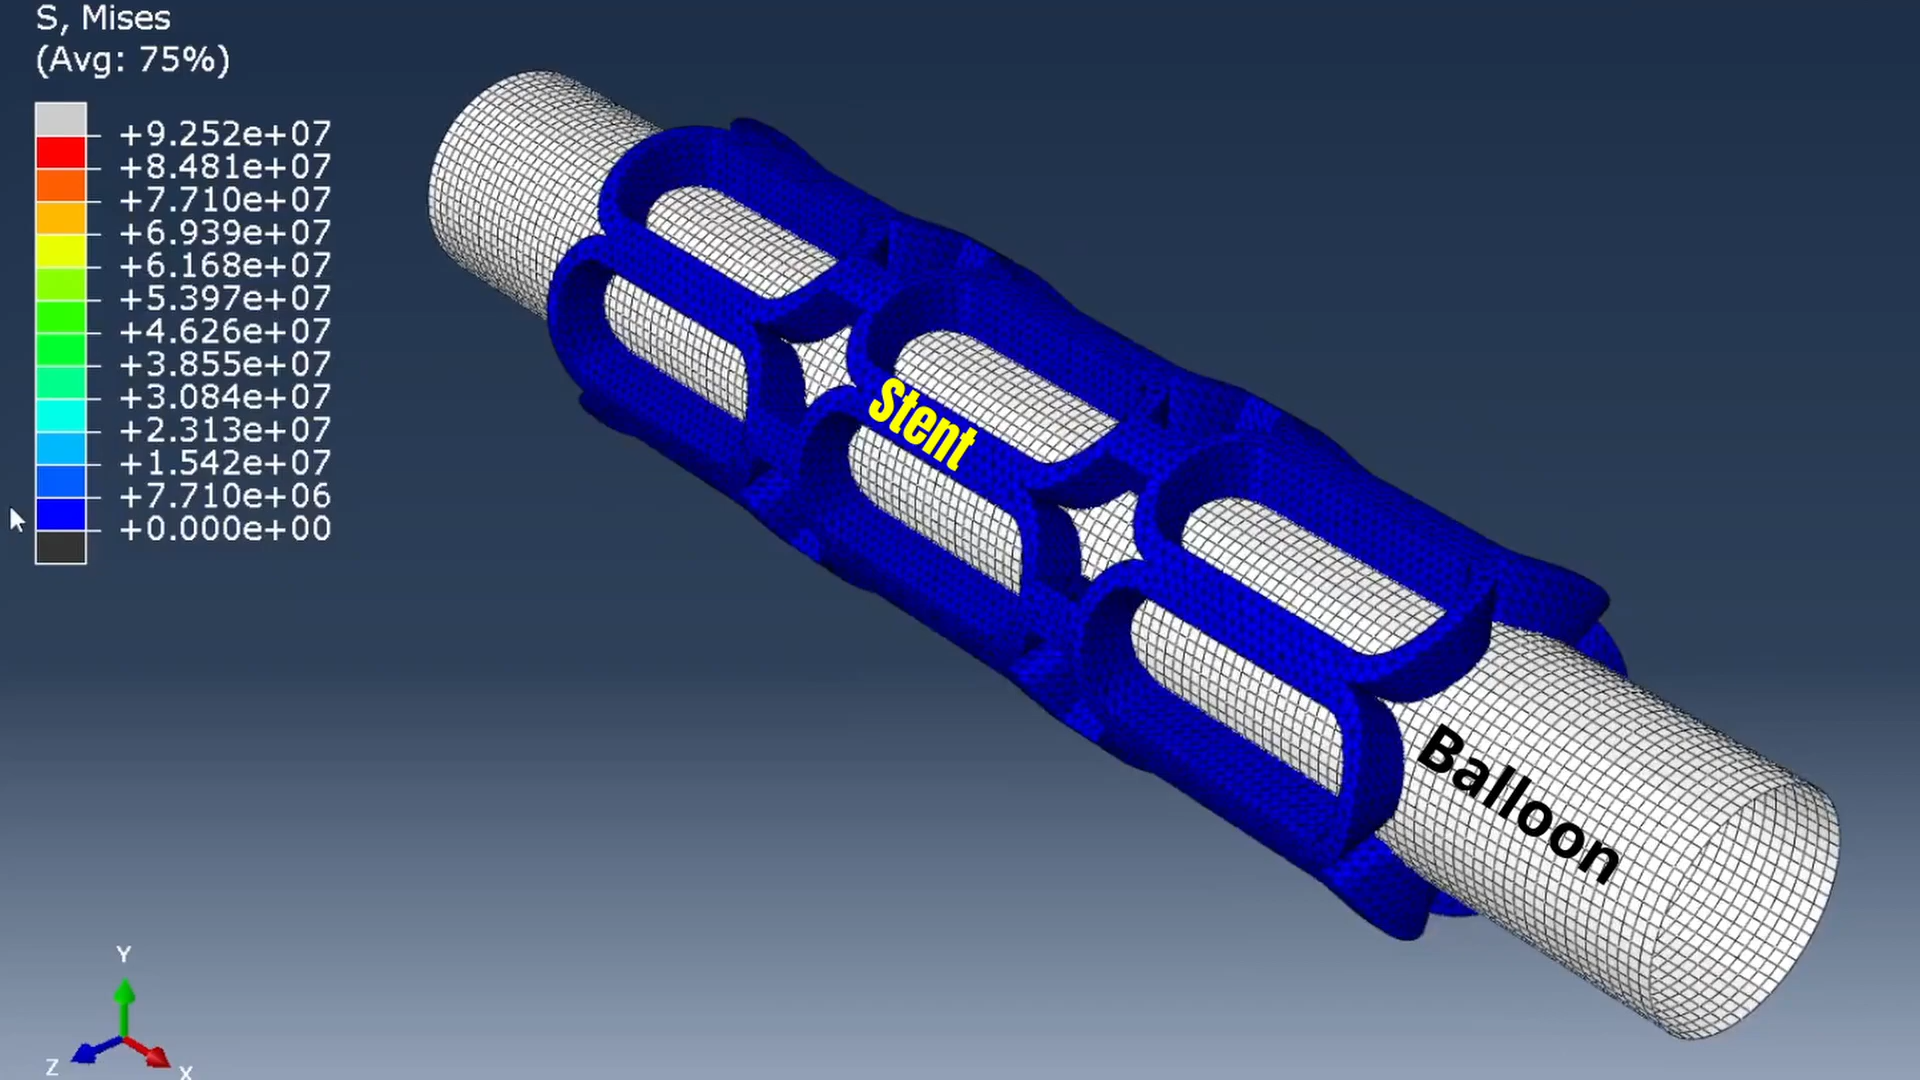 S, Mises
(Avg: 75%)
+9.252e+07
+8.481e+07
+7.710e+07
+6.939e+07
+6.168e+07
+5.397e+07
+4.626e+07
+3.855e+07
+3.084e+07
+2.313e+07
+1.542e+07
+7.710e+06
+0.000e+00
Stent
Balloon
Y
Z
X